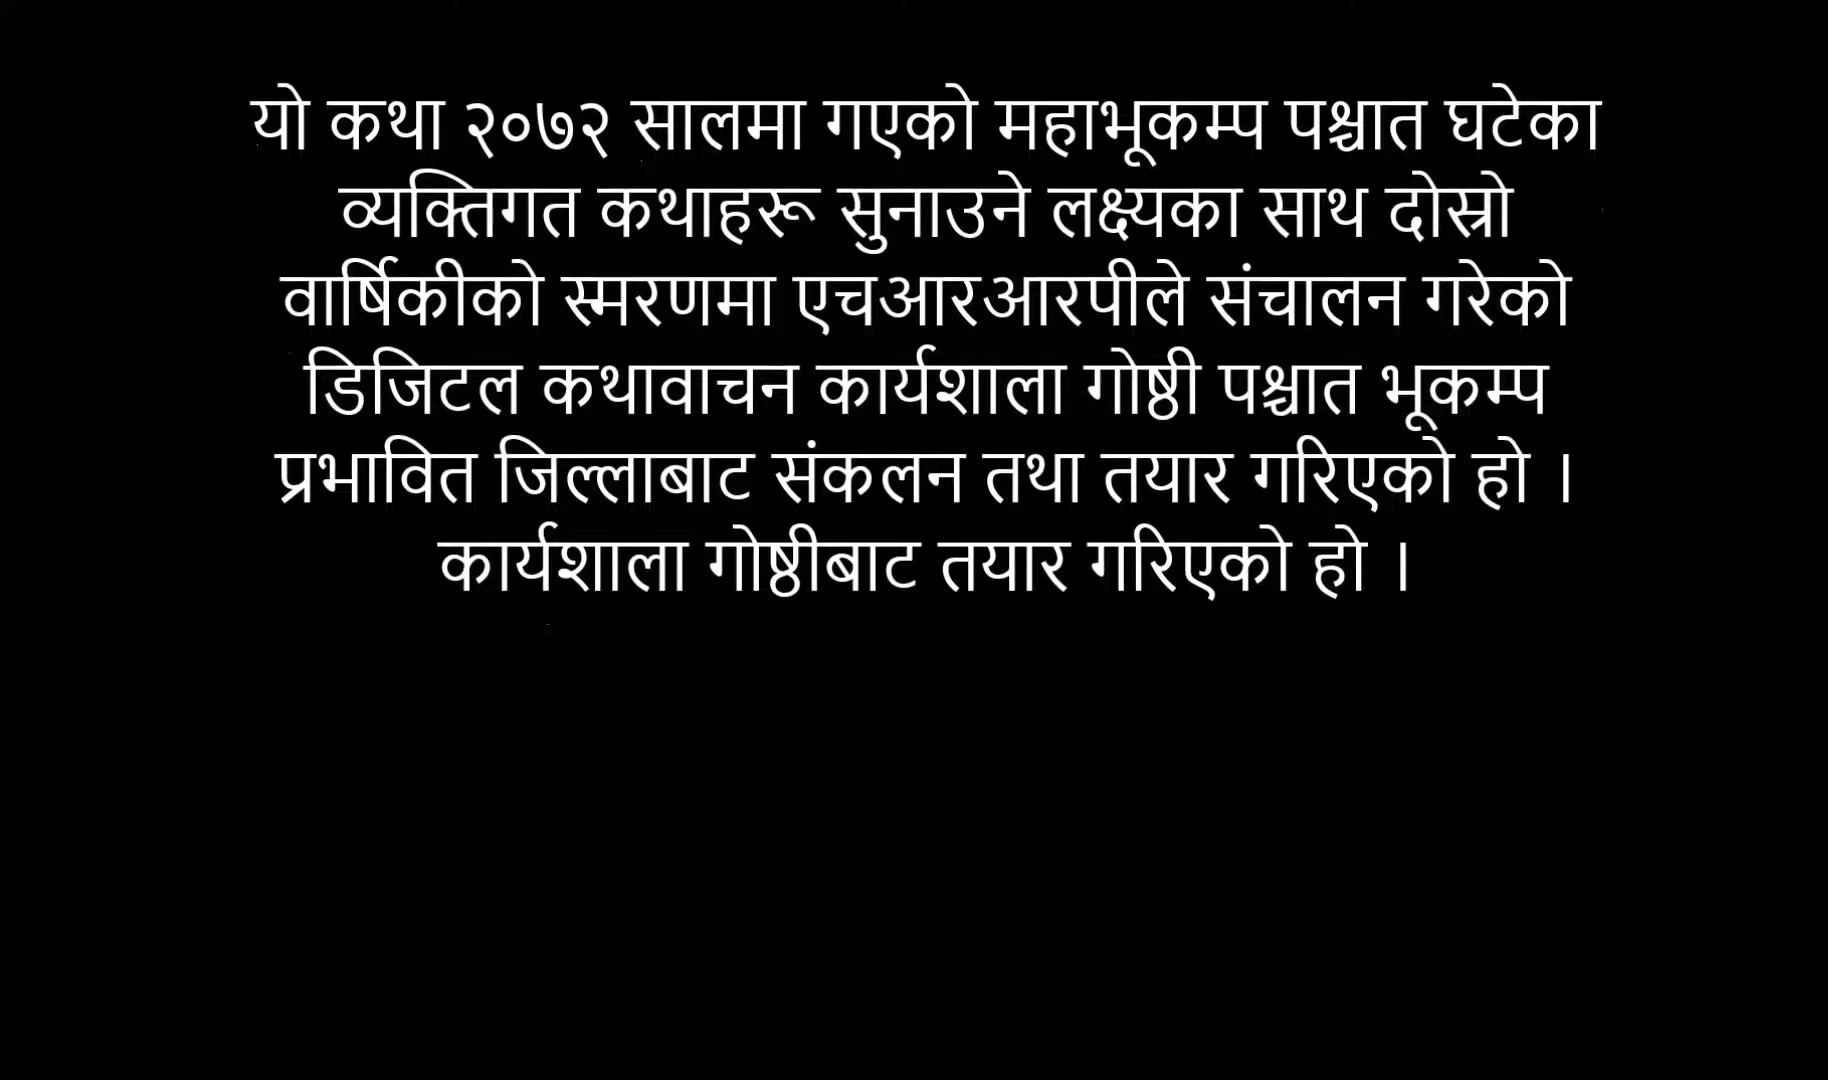 यो कथा २०७२ सालमा गएको महाभूकम्प पश्चात घटेका
व्यक्तिगत कथाहरू सुनाउने लक्ष्यका साथ दोस्रो
वार्षिकीको स्मरणमा एचआरआरपीले संचालन गरेको
डिजिटल कथावाचन कार्यशाला गोष्ठी पश्चात भूकम्प
प्रभावित जिल्लाबाट संकलन तथा तयार गरिएको हो ।
कार्यशाला गोष्ठीबाट तयार गरिएको हो ।